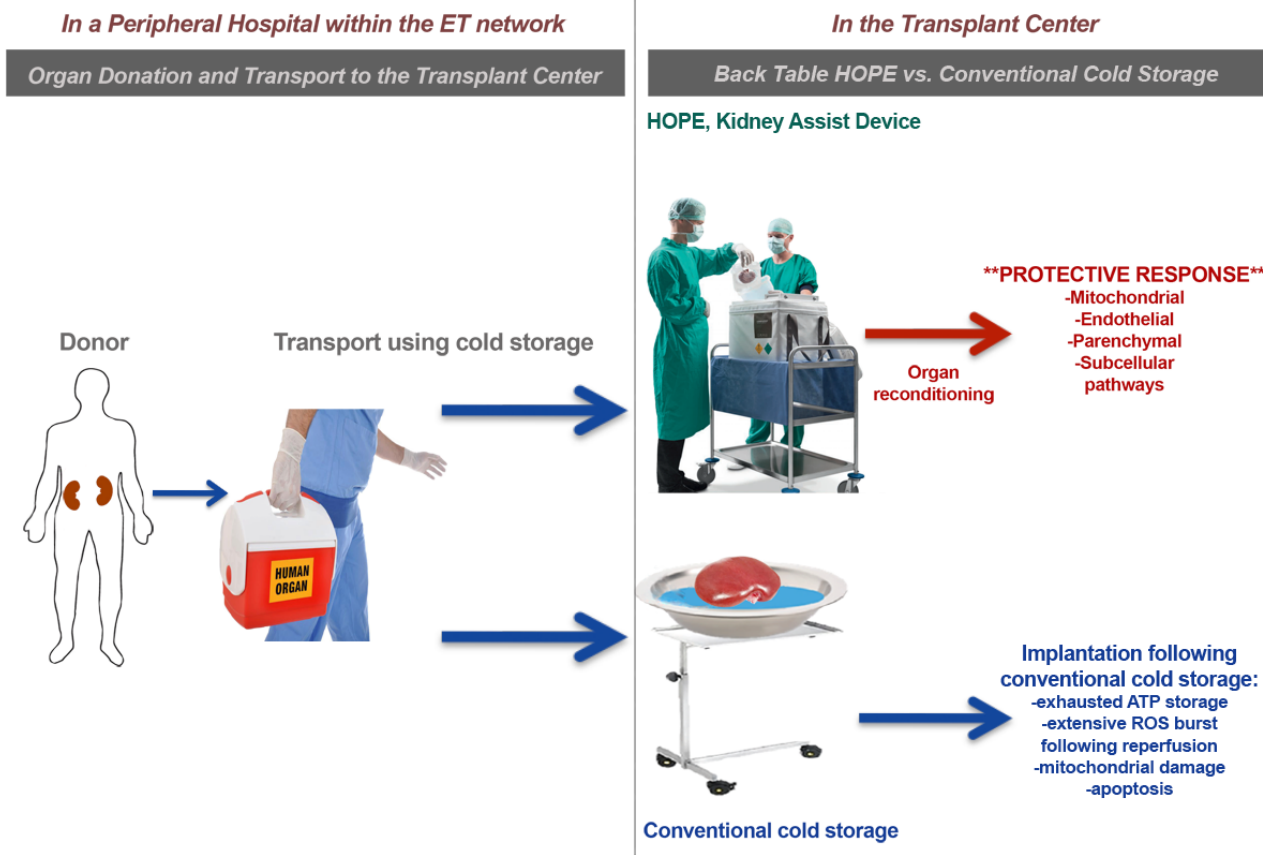 In a Peripheral Hospital within the ET network
Organ Donation and Transport to the Transplant Center
Donor
Transport using cold storage
HUMAN
ORGAN
In the Transplant Center
Back Table HOPE vs. Conventional Cold Storage
HOPE, Kidney Assist Device
Organ
reconditioning
**PROTECTIVE RESPONSE**
-Mitochondrial
-Endothelial
-Parenchymal
-Subcellular
pathways
Implantation following
conventional cold storage:
-exhausted ATP storage
-extensive ROS burst
following reperfusion
-mitochondrial damage
-apoptosis
Conventional cold storage